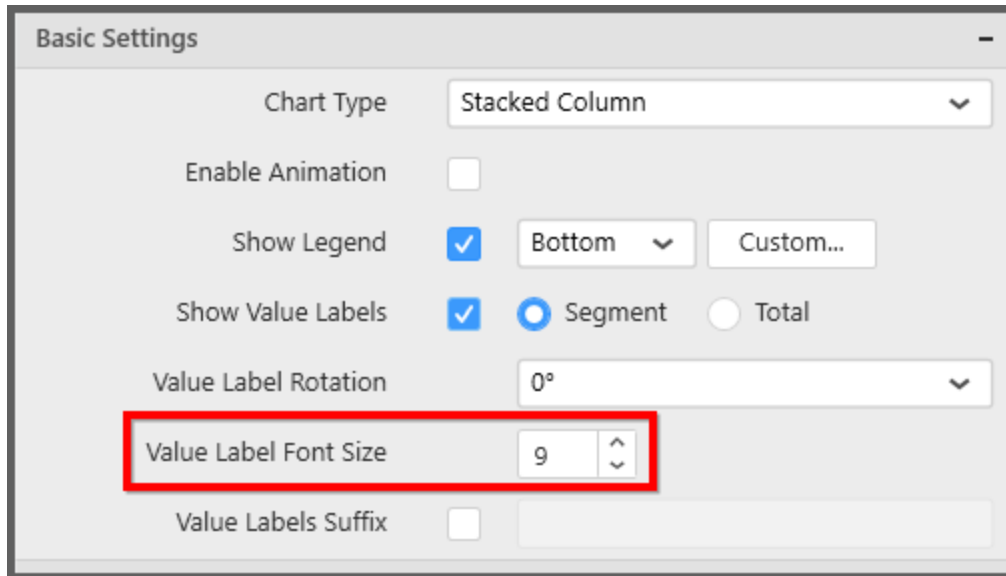 Basic Settings
Chart Type Stacked Column
Enable Animation
Show Legend Bottom Custom...
Show Value Labels Segment Total
Value Label Rotation 0°
Value Label Font Size 9
Value Labels Suffix